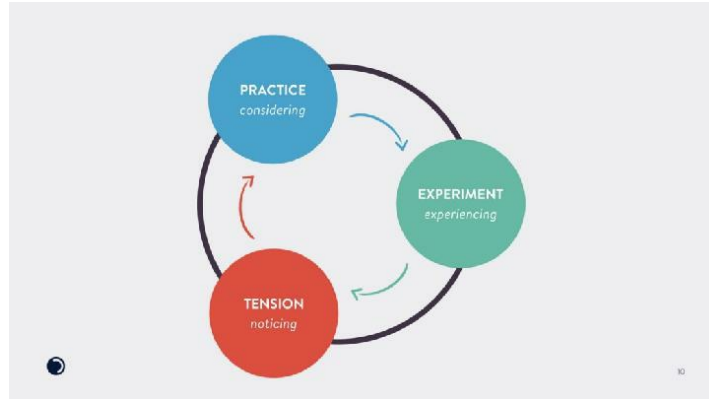 PRACTICE
considering
EXPERIMENT
experiencing
TENSION
noticing
10